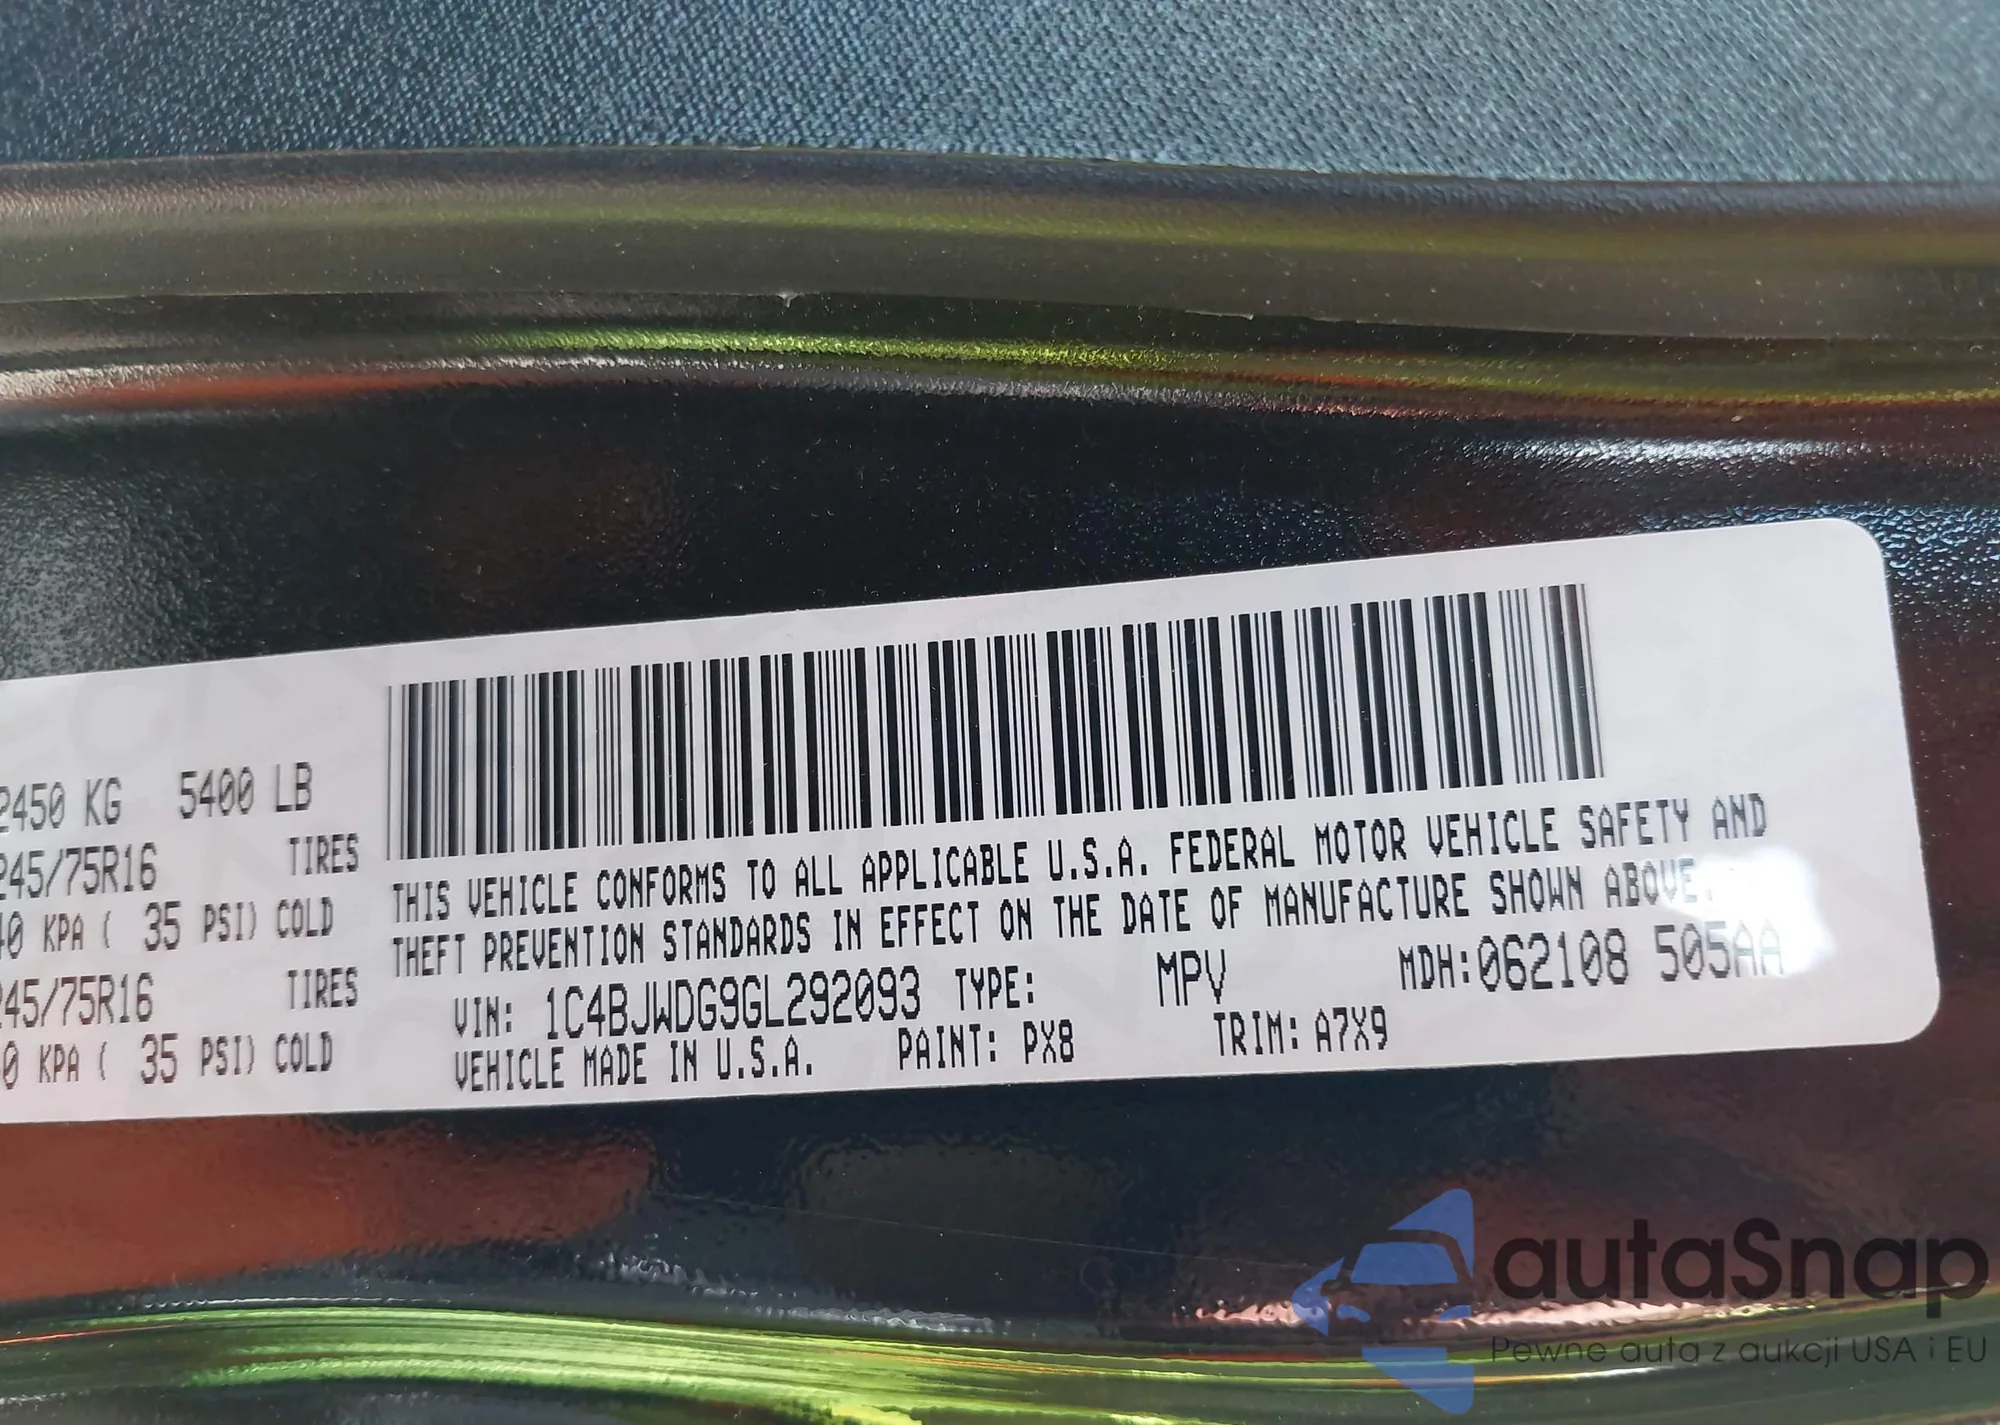 2450 KG 5400 LB
245/75R16 TIRES
40 KPA ( 35 PSI) COLD
245/75R16 TIRES
0 KPA ( 35 PSI) COLD
THIS VEHICLE CONFORMS TO ALL APPLICABLE U.S.A. FEDERAL MOTOR VEHICLE SAFETY AND
THEFT PREVENTION STANDARDS IN EFFECT ON THE DATE OF MANUFACTURE SHOWN ABOVE.
VIN: 1C4BJWDG9GL292093 TYPE: MPV MDH:062108 505AA
VEHICLE MADE IN U.S.A. PAINT: PX8 TRIM: A7X9
autaSnap
Pewne auta z aukcji USA i EU